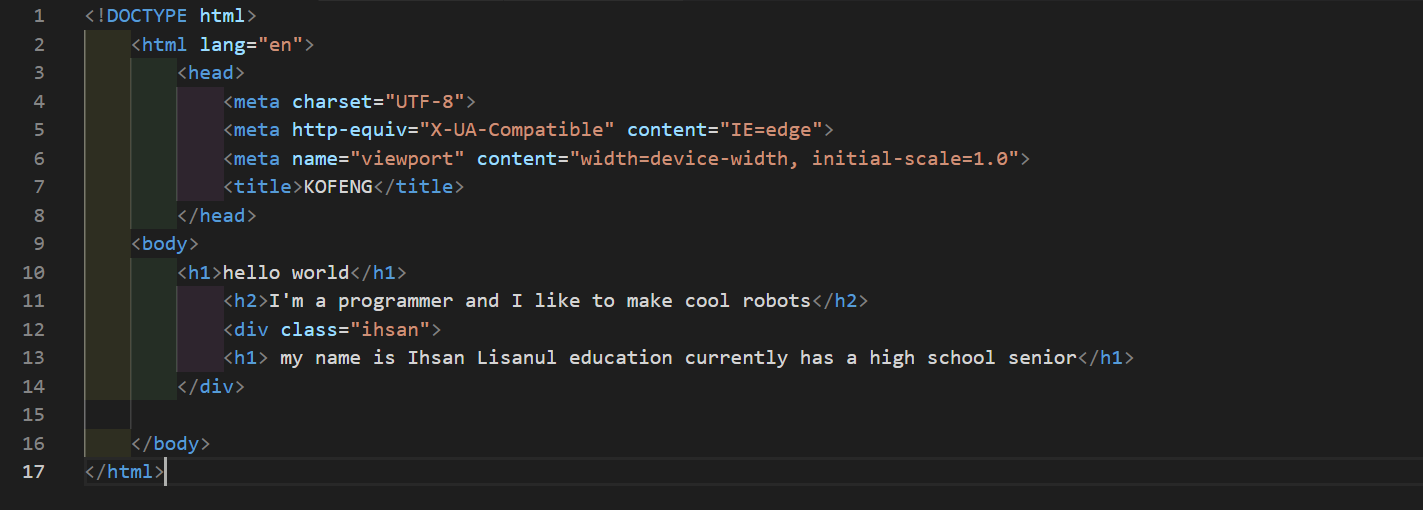 1 <!DOCTYPE html>
2 <html lang="en">
3 <head>
4 <meta charset="UTF-8">
5 <meta http-equiv="X-UA-Compatible" content="IE=edge">
6 <meta name="viewport" content="width=device-width, initial-scale=1.0">
7 <title>KOFENG</title>
8 </head>
9 <body>
10 <h1>hello world</h1>
11 <h2>I'm a programmer and I like to make cool robots</h2>
12 <div class="ihsan">
13 <h1> my name is Ihsan Lisanul education currently has a high school senior</h1>
14 </div>
15
16 </body>
17 </html>